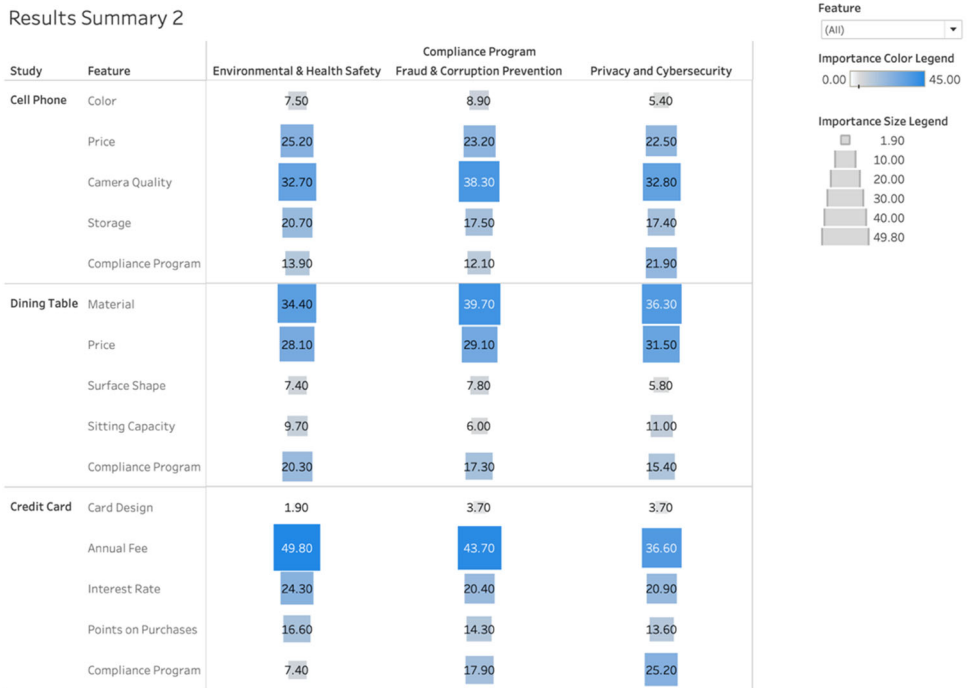 Results Summary 2
Compliance Program
Study Feature Environmental & Health Safety Fraud & Corruption Prevention Privacy and Cybersecurity
Cell Phone Color 7.50 8.90 5.40
Price 25.20 23.20 22.50
Camera Quality 32.70 38.30 32.80
Storage 20.70 17.50 17.40
Compliance Program 13.90 12.10 21.90
Dining Table Material 34.40 39.70 36.30
Price 28.10 29.10 31.50
Surface Shape 7.40 7.80 5.80
Sitting Capacity 9.70 6.00 11.00
Compliance Program 20.30 17.30 15.40
Credit Card Card Design 1.90 3.70 3.70
Annual Fee 49.80 43.70 36.60
Interest Rate 24.30 20.40 20.90
Points on Purchases 16.60 14.30 13.60
Compliance Program 7.40 17.90 25.20
Feature
(All)
Importance Color Legend
0.00 45.00
Importance Size Legend
1.90
10.00
20.00
30.00
40.00
49.80